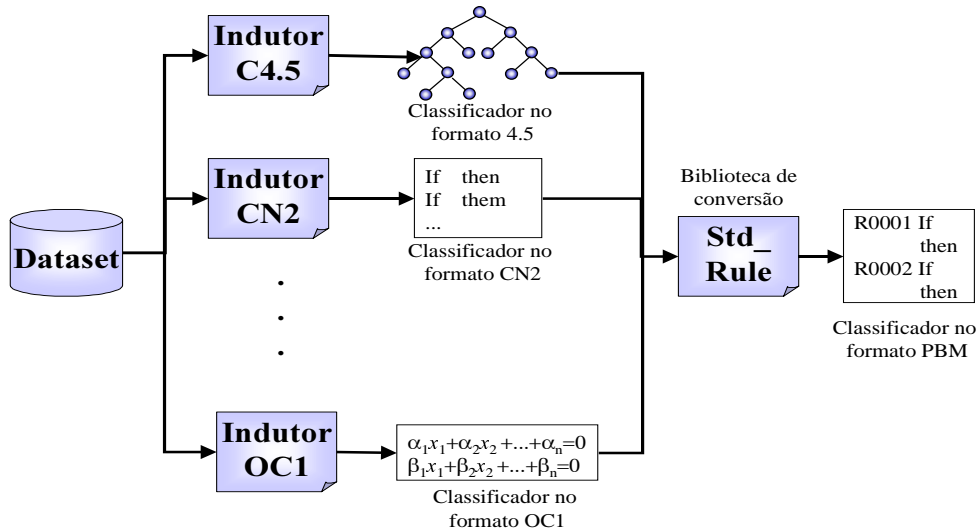 Indutor
C4.5
Classificador no
formato 4.5
Indutor
CN2
If then
If them
...
Classificador no
formato CN2
Dataset
.
.
.
Biblioteca de
conversão
Std_
Rule
R0001 If
then
R0002 If
then
Classificador no
formato PBM
Indutor
OC1
α₁x₁+α₂x₂+...+αₙ=0
β₁x₁+β₂x₂+...+βₙ=0
Classificador no
formato OC1